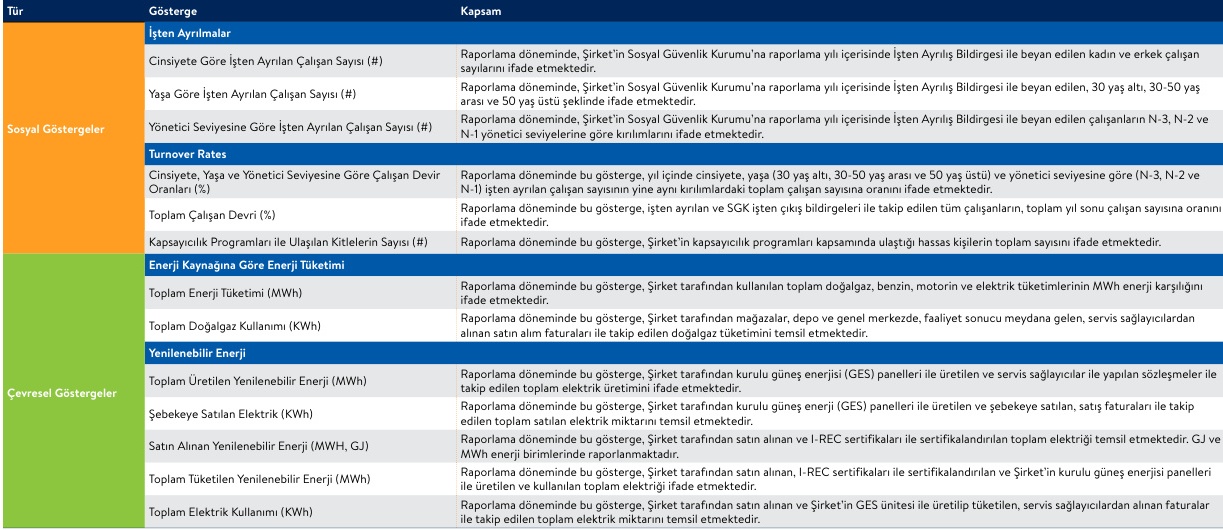 Tür Gösterge Kapsam
İşten Ayrılmalar
Cinsiyete Göre İşten Ayrılan Çalışan Sayısı (#)
Raporlama döneminde, Şirket’in Sosyal Güvenlik Kurumu’na raporlama yılı içerisinde İşten Ayrılış Bildirgesi ile beyan edilen kadın ve erkek çalışan
sayılarını ifade etmektedir.
Yaşa Göre İşten Ayrılan Çalışan Sayısı (#)
Raporlama döneminde, Şirket’in Sosyal Güvenlik Kurumu’na raporlama yılı içerisinde İşten Ayrılış Bildirgesi ile beyan edilen, 30 yaş altı, 30-50 yaş
arası ve 50 yaş üstü şeklinde ifade etmektedir.
Sosyal Göstergeler
Yönetici Seviyesine Göre İşten Ayrılan Çalışan Sayısı (#)
Raporlama döneminde, Şirket’in Sosyal Güvenlik Kurumu’na raporlama yılı içerisinde İşten Ayrılış Bildirgesi ile beyan edilen çalışanların N-3, N-2 ve
N-1 yönetici seviyelerine göre kırılımlarını ifade etmektedir.
Turnover Rates
Cinsiyete, Yaşa ve Yönetici Seviyesine Göre Çalışan Devir
Oranları (%)
Raporlama döneminde bu gösterge, yıl içinde cinsiyete, yaşa (30 yaş altı, 30-50 yaş arası ve 50 yaş üstü) ve yönetici seviyesine göre (N-3, N-2 ve
N-1) işten ayrılan çalışan sayısının yine aynı kırılımlardaki toplam çalışan sayısına oranını ifade etmektedir.
Toplam Çalışan Devri (%)
Raporlama döneminde bu gösterge, işten ayrılan ve SGK işten çıkış bildirgeleri ile takip edilen tüm çalışanların, toplam yıl sonu çalışan sayısına oranını
ifade etmektedir.
Kapsayıcılık Programları ile Ulaşılan Kitlelerin Sayısı (#)
Raporlama döneminde bu gösterge, Şirket’in kapsayıcılık programları kapsamında ulaştığı hassas kişilerin toplam sayısını ifade etmektedir.
Enerji Kaynağına Göre Enerji Tüketimi
Toplam Enerji Tüketimi (MWh)
Raporlama döneminde bu gösterge, Şirket tarafından kullanılan toplam doğalgaz, benzin, motorin ve elektrik tüketimlerinin MWh enerji karşılığını
ifade etmektedir.
Toplam Doğalgaz Kullanımı (KWh)
Raporlama döneminde bu gösterge, Şirket tarafından mağazalar, depo ve genel merkezde, faaliyet sonucu meydana gelen, servis sağlayıcılardan
alınan satın alım faturaları ile takip edilen doğalgaz tüketimini temsil etmektedir.
Yenilenebilir Enerji
Toplam Üretilen Yenilenebilir Enerji (MWh)
Raporlama döneminde bu gösterge, Şirket tarafından kurulu güneş enerjisi (GES) panelleri ile üretilen ve servis sağlayıcılar ile yapılan sözleşmeler ile
takip edilen toplam elektrik üretimini ifade etmektedir.
Çevresel Göstergeler
Şebekeye Satılan Elektrik (KWh)
Raporlama döneminde bu gösterge, Şirket tarafından kurulu güneş enerji (GES) panelleri ile üretilen ve şebekeye satılan, satış faturaları ile takip
edilen toplam satılan elektrik miktarını temsil etmektedir.
Satın Alınan Yenilenebilir Enerji (MWH, GJ)
Raporlama döneminde bu gösterge, Şirket tarafından satın alınan ve I-REC sertifikaları ile sertifikalandırılan toplam elektriği temsil etmektedir. GJ ve
MWh enerji birimlerinde raporlanmaktadır.
Toplam Tüketilen Yenilenebilir Enerji (MWh)
Raporlama döneminde bu gösterge, Şirket tarafından satın alınan, I-REC sertifikaları ile sertifikalandırılan ve Şirket’in kurulu güneş enerjisi panelleri
ile üretilen ve kullanılan toplam elektriği ifade etmektedir.
Toplam Elektrik Kullanımı (KWh)
Raporlama döneminde bu gösterge, Şirket tarafından satın alınan ve Şirket’in GES ünitesi ile üretilip tüketilen, servis sağlayıcılardan alınan faturalar
ile takip edilen toplam elektrik miktarını temsil etmektedir.